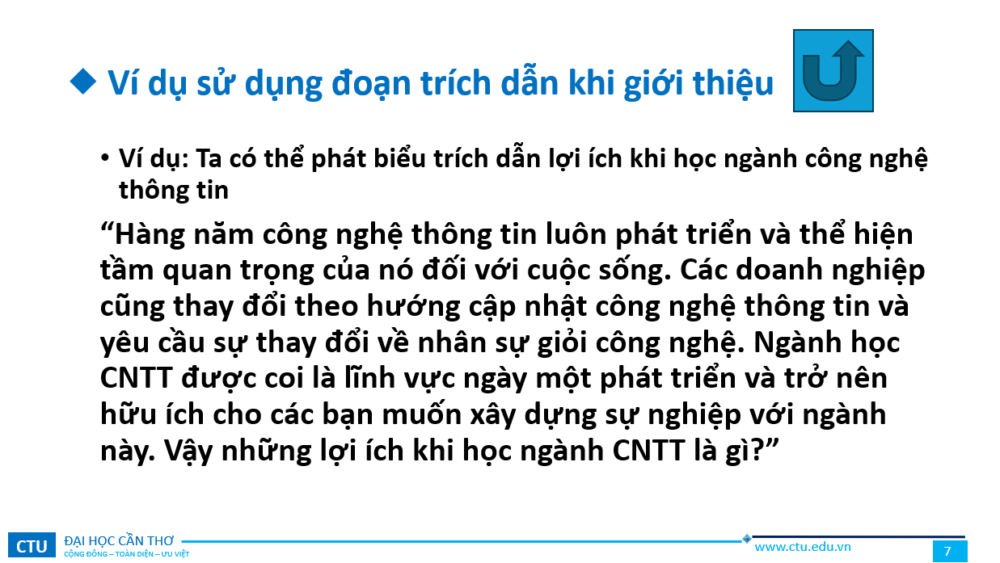 Ví dụ sử dụng đoạn trích dẫn khi giới thiệu
• Ví dụ: Ta có thể phát biểu trích dẫn lợi ích khi học ngành công nghệ
thông tin
“Hàng năm công nghệ thông tin luôn phát triển và thể hiện
tầm quan trọng của nó đối với cuộc sống. Các doanh nghiệp
cũng thay đổi theo hướng cập nhật công nghệ thông tin và
yêu cầu sự thay đổi về nhân sự giỏi công nghệ. Ngành học
CNTT được coi là lĩnh vực ngày một phát triển và trở nên
hữu ích cho các bạn muốn xây dựng sự nghiệp với ngành
này. Vậy những lợi ích khi học ngành CNTT là gì?”
CTU
ĐẠI HỌC CẦN THƠ
CỘNG ĐỒNG – TOÀN DIỆN – ƯU VIỆT
www.ctu.edu.vn
7